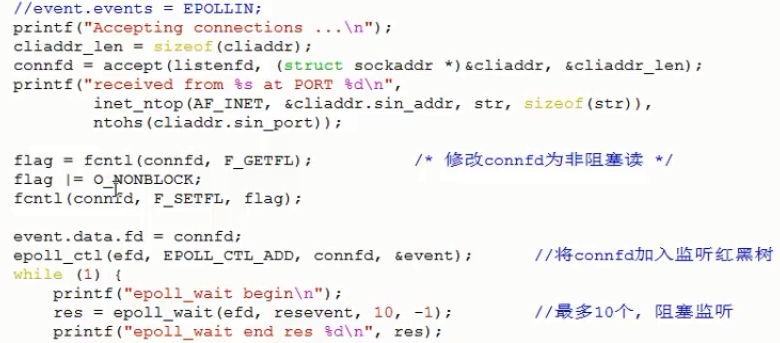 //event.events = EPOLLIN;
printf("Accepting connections ...\n");
cliaddr_len = sizeof(cliaddr);
connfd = accept(listenfd, (struct sockaddr *)&cliaddr, &cliaddr_len);
printf("received from %s at PORT %d\n",
        inet_ntop(AF_INET, &cliaddr.sin_addr, str, sizeof(str)),
        ntohs(cliaddr.sin_port));
flag = fcntl(connfd, F_GETFL);          /* 修改connfd为非阻塞读 */
flag |= O_NONBLOCK;
fcntl(connfd, F_SETFL, flag);
event.data.fd = connfd;
epoll_ctl(efd, EPOLL_CTL_ADD, connfd, &event);      //将connfd加入监听红黑树
while (1) {
    printf("epoll_wait begin\n");
    res = epoll_wait(efd, resevent, 10, -1);        //最多10个, 阻塞监听
    printf("epoll_wait end res %d\n", res);